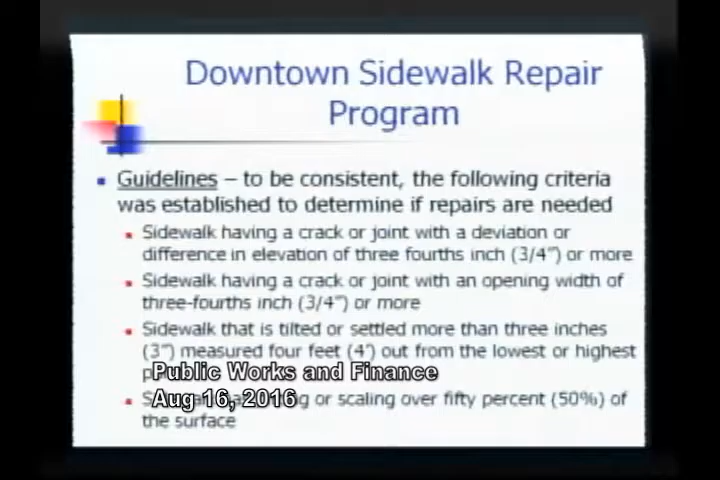 Downtown Sidewalk Repair
Program
Guidelines – to be consistent, the following criteria
was established to determine if repairs are needed
Sidewalk having a crack or joint with a deviation or
difference in elevation of three fourths inch (3/4") or more
Sidewalk having a crack or joint with an opening width of
three-fourths inch (3/4") or more
Sidewalk that is tilted or settled more than three inches
(3") measured four feet (4') out from the lowest or highest
Public Works and Finance
Aug 16, 2016
or scaling over fifty percent (50%) of
the surface